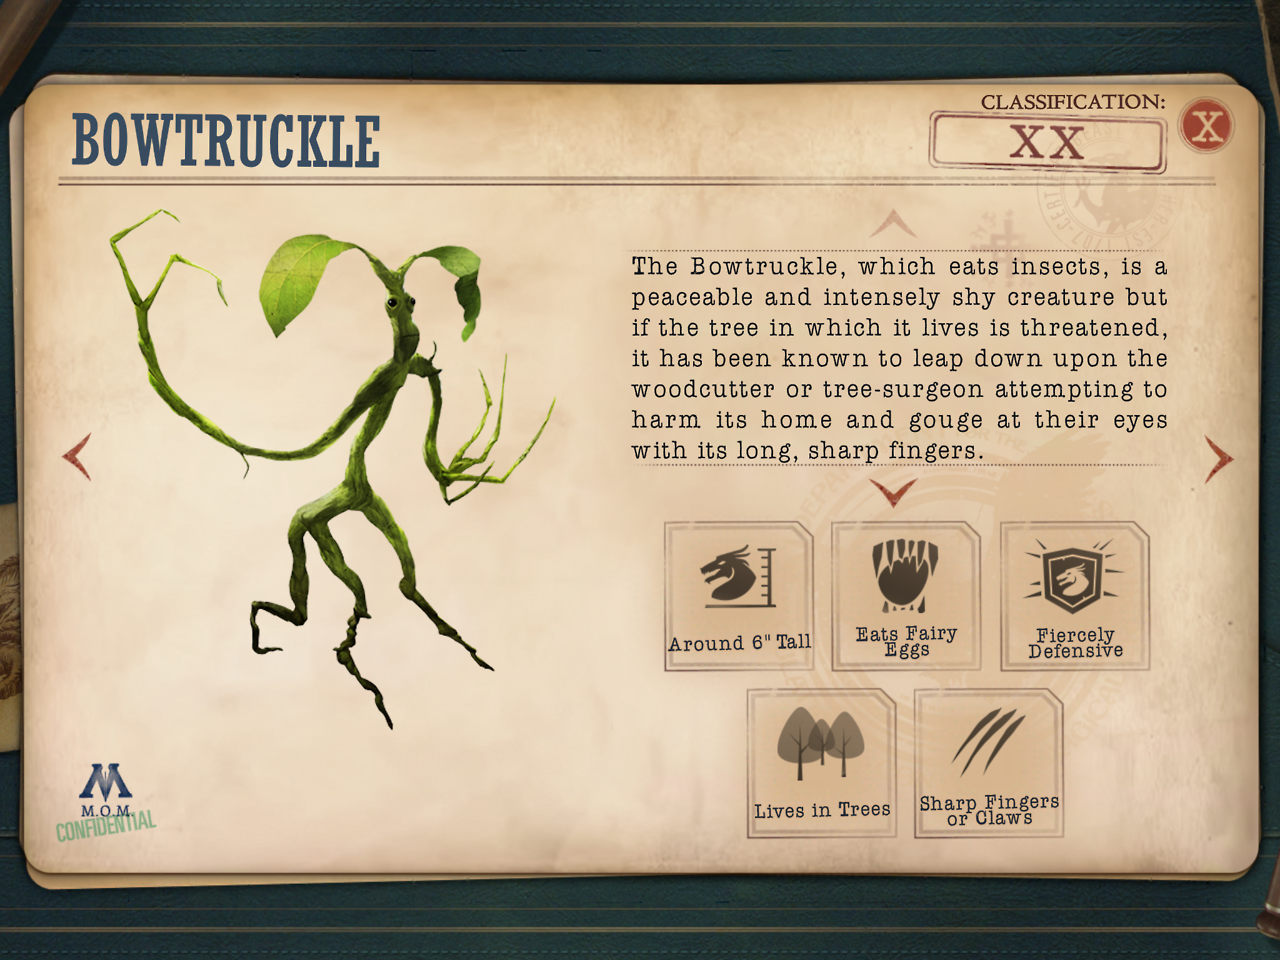 BOWTRUCKLE
CLASSIFICATION:
XX
X
The Bowtruckle, which eats insects, is a
peaceable and intensely shy creature but
if the tree in which it lives is threatened,
it has been known to leap down upon the
woodcutter or tree-surgeon attempting to
harm its home and gouge at their eyes
with its long, sharp fingers.
Around 6" Tall
Eats Fairy
Eggs
Fiercely
Defensive
Lives in Trees
Sharp Fingers
or Claws
M.O.M.
CONFIDENTIAL